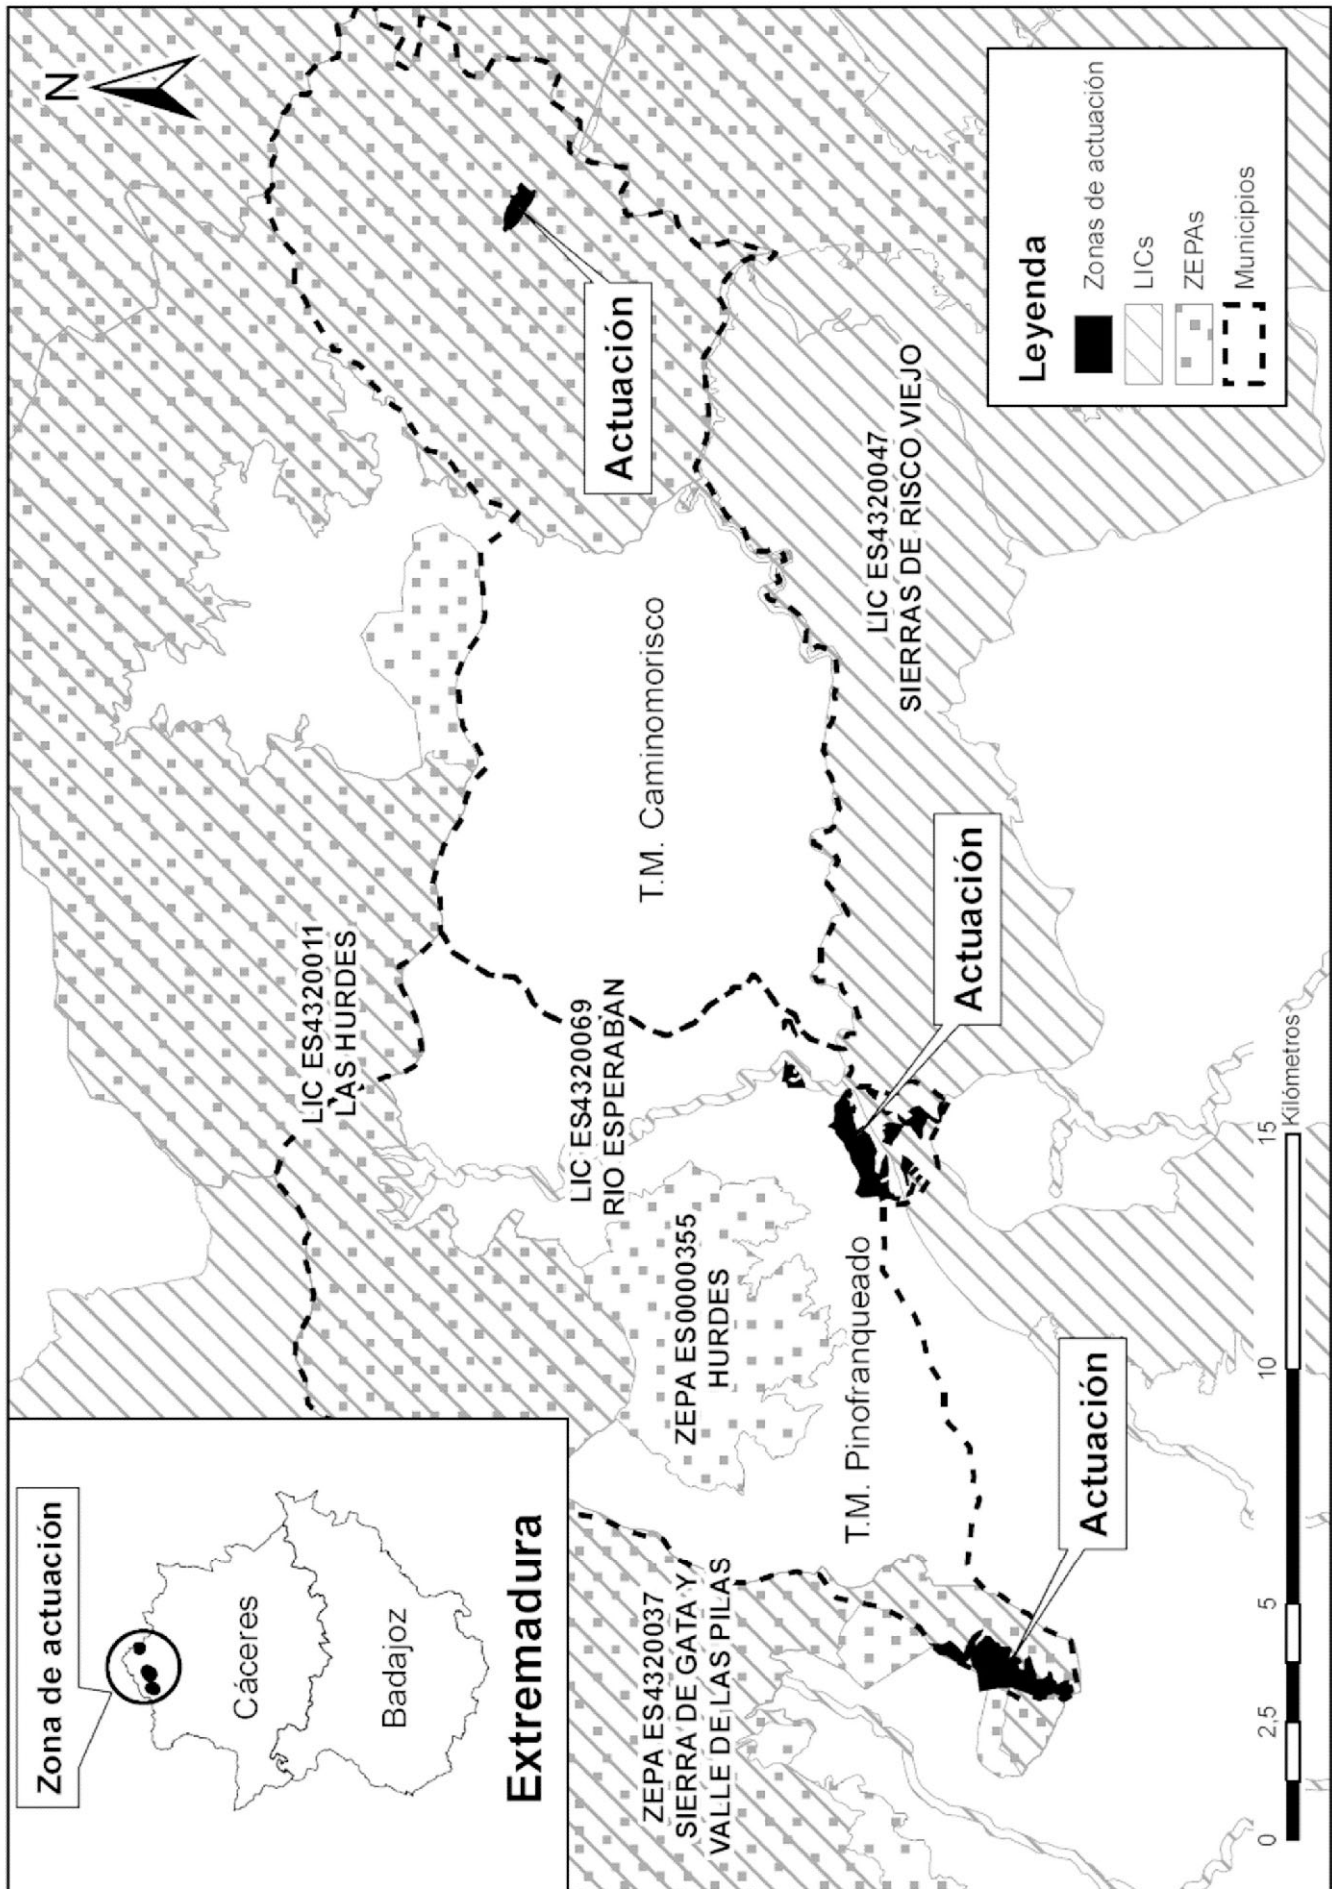 Zona de actuación
Cáceres
Badajoz
Extremadura
N
LIC ES4320011
LAS HURDES
LIC ES4320069
RIO ESPERABÁN
ZEPA ES0000355
HURDES
ZEPA ES4320037
SIERRA DE GATA Y
VALLE DE LAS PILAS
T.M. Caminomorisco
T.M. Pinofranqueado
Actuación
Actuación
Actuación
LIC ES4320047
SIERRAS DE RISCO VIEJO
Leyenda
Zonas de actuación
LICs
ZEPAs
Municipios
0 2,5 5 10 15
Kilómetros